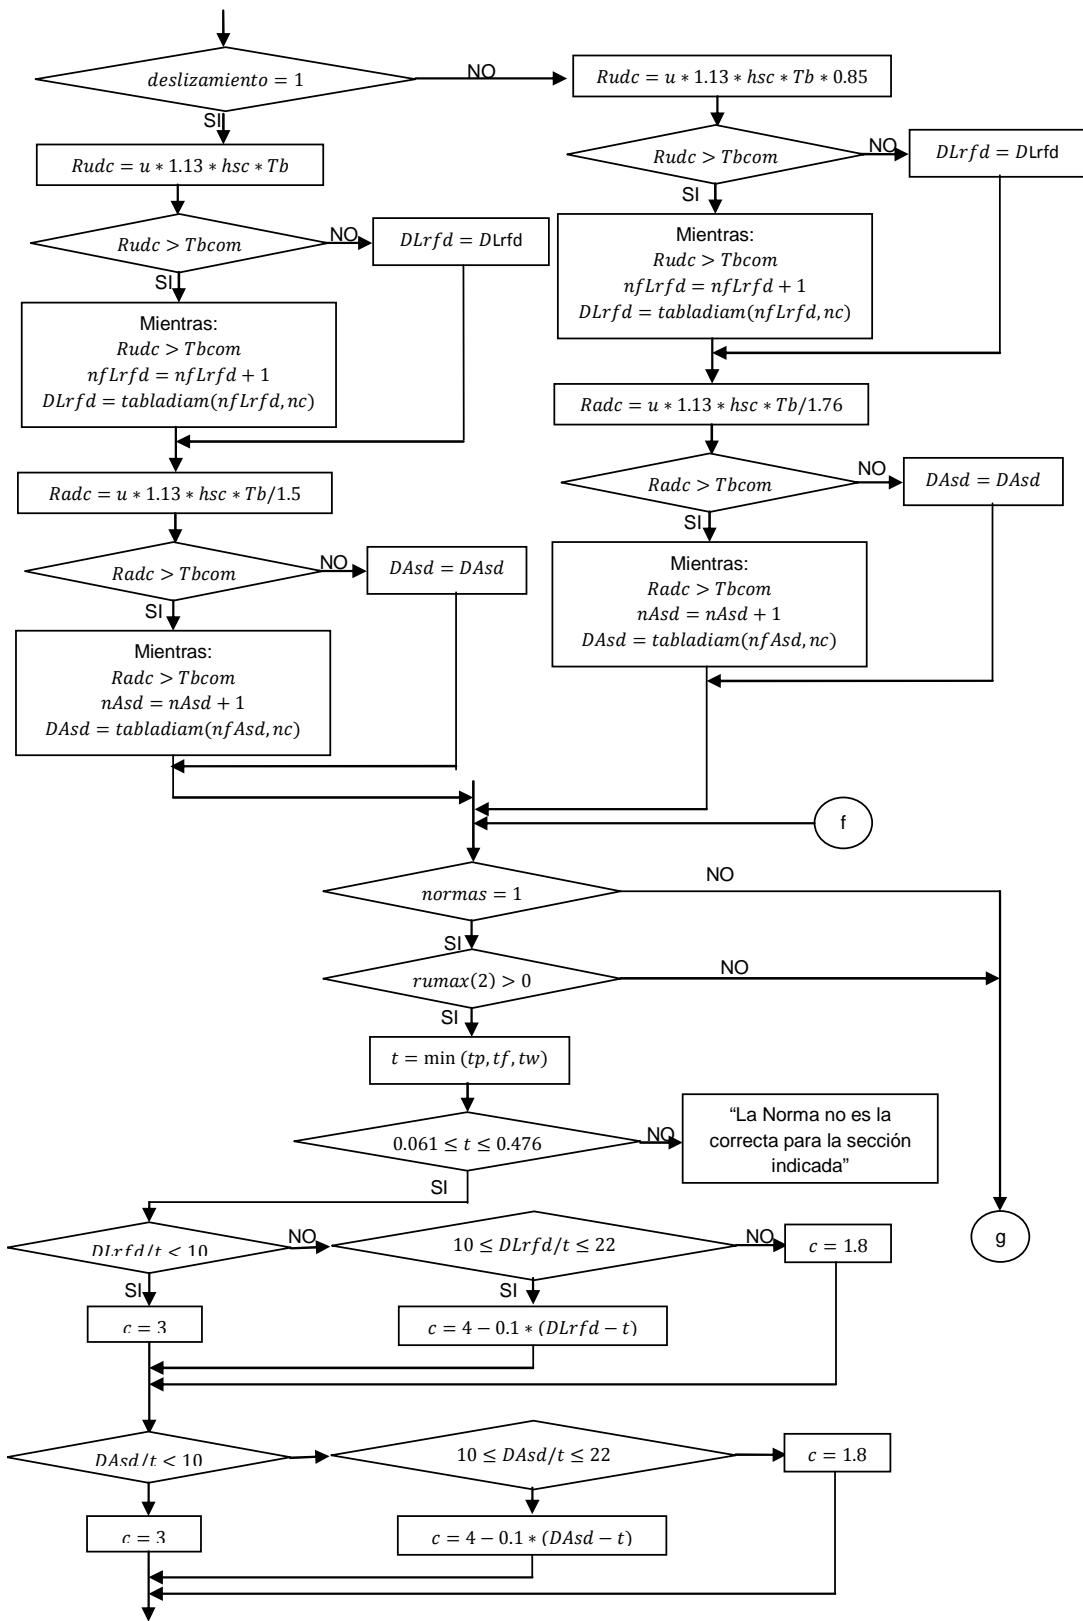 deslizamiento = 1
NO
Rudc = u * 1.13 * hsc * Tb * 0.85
SI
Rudc = u * 1.13 * hsc * Tb
Rudc > Tbcom
NO
DLrfd = DLrfd
SI
Mientras:
Rudc > Tbcom
nfLrfd = nfLrfd + 1
DLrfd = tabladiam(nfLrfd, nc)
Radc = u * 1.13 * hsc * Tb/1.5
Radc > Tbcom
NO
DAsd = DAsd
SI
Mientras:
Radc > Tbcom
nAsd = nAsd + 1
DAsd = tabladiam(nfAsd, nc)
Rudc > Tbcom
NO
DLrfd = DLrfd
SI
Mientras:
Rudc > Tbcom
nfLrfd = nfLrfd + 1
DLrfd = tabladiam(nfLrfd, nc)
Radc = u * 1.13 * hsc * Tb/1.76
Radc > Tbcom
NO
DAsd = DAsd
SI
Mientras:
Radc > Tbcom
nAsd = nAsd + 1
DAsd = tabladiam(nfAsd, nc)
f
normas = 1
NO
SI
rumax(2) > 0
NO
SI
t = min (tp, tf, tw)
0.061 ≤ t ≤ 0.476
NO
“La Norma no es la
correcta para la sección
indicada”
SI
g
DLrfd/t < 10
NO
10 ≤ DLrfd/t ≤ 22
NO
c = 1.8
SI
SI
c = 3
c = 4 − 0.1 * (DLrfd − t)
DAsd/t < 10
10 ≤ DAsd/t ≤ 22
c = 1.8
c = 3
c = 4 − 0.1 * (DAsd − t)